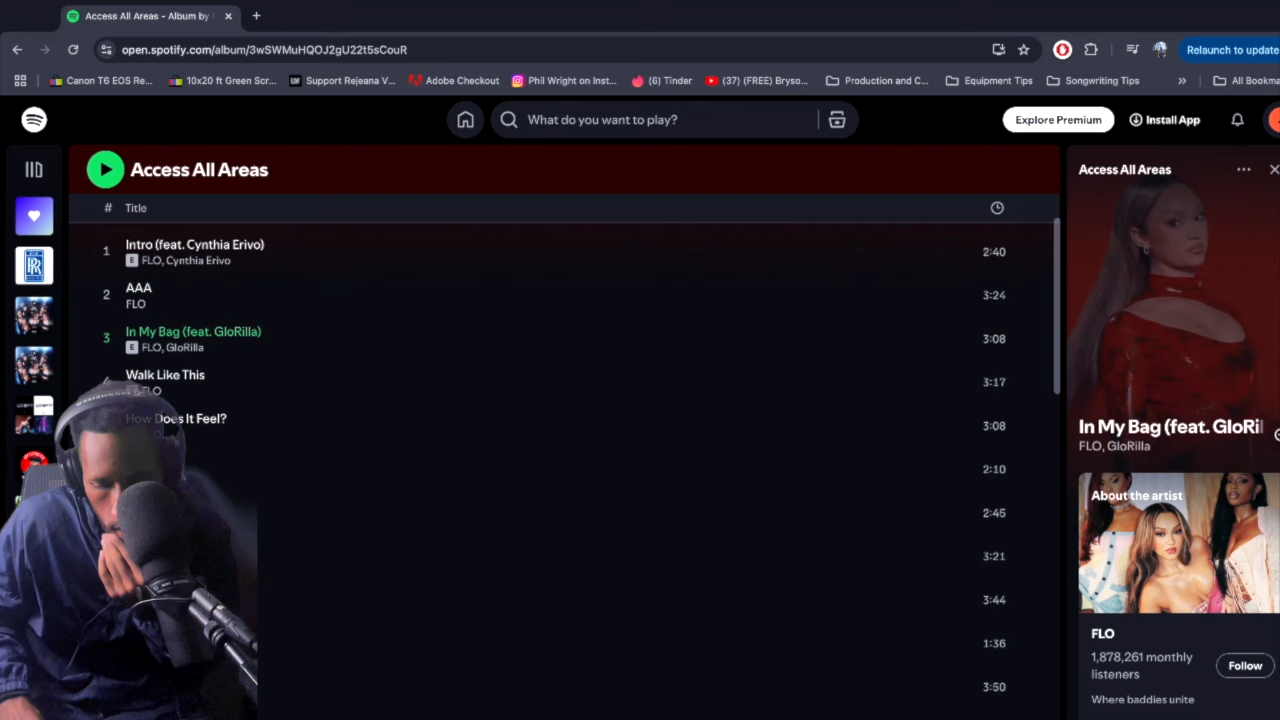 Access All Areas - Album by
open.spotify.com/album/3wSWMuHQOJ2gU22t5sCouR
Relaunch to update
Canon T6 EOS Re...
10x20 ft Green Scr...
Support Rejeana V...
Adobe Checkout
Phil Wright on Inst...
(6) Tinder
(37) (FREE) Bryso...
Production and C...
Equipment Tips
Songwriting Tips
»
All Bookma
What do you want to play?
Explore Premium
Install App
Access All Areas
# Title
1 Intro (feat. Cynthia Erivo) 2:40
E FLO, Cynthia Erivo
2 AAA 3:24
FLO
3 In My Bag (feat. GloRilla) 3:08
E FLO, GloRilla
4 Walk Like This 3:17
FLO
How Does It Feel? 3:08
2:10
2:45
3:21
3:44
1:36
3:50
Access All Areas
In My Bag (feat. GloRil
FLO, GloRilla
About the artist
FLO
1,878,261 monthly
listeners
Follow
Where baddies unite